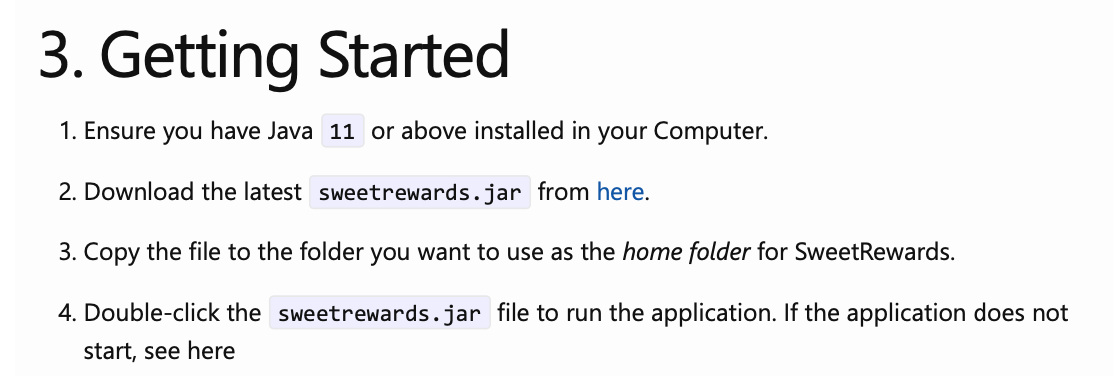 3. Getting Started
1. Ensure you have Java 11 or above installed in your Computer.
2. Download the latest sweetrewards.jar from here.
3. Copy the file to the folder you want to use as the home folder for SweetRewards.
4. Double-click the sweetrewards.jar file to run the application. If the application does not
start, see here